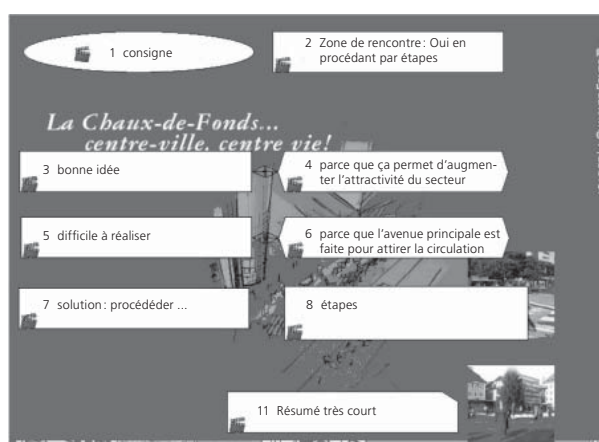 1 consigne
2 Zone de rencontre: Oui en
procédant par étapes
La Chaux-de-Fonds...
centre-ville, centre vie!
3 bonne idée
4 parce que ça permet d'augmen-
ter l'attractivité du secteur
5 difficile à réaliser
6 parce que l'avenue principale est
faite pour attirer la circulation
7 solution: procédéder ...
8 étapes
11 Résumé très court